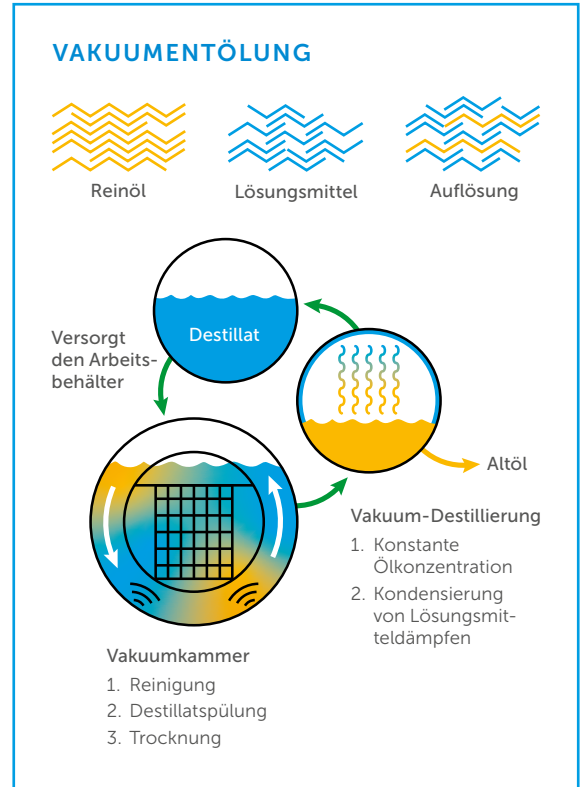 VAKUUMENTÖLUNG
Reinöl
Lösungsmittel
Auflösung
Destillat
Versorgt
den Arbeits-
behälter
Altöl
Vakuum-Destillierung
1. Konstante
Ölkonzentration
2. Kondensierung
von Lösungsmit-
teldämpfen
Vakuumkammer
1. Reinigung
2. Destillatspülung
3. Trocknung